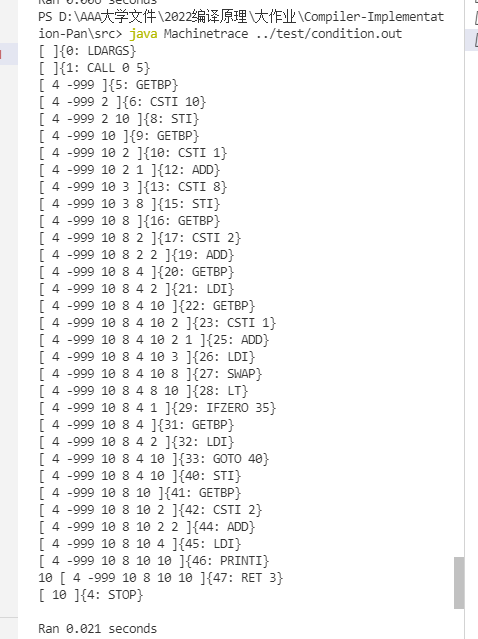 Ran 0.000 seconds
PS D:\AAA大学文件\2022编译原理\大作业\Compiler-Implementat
ion-Pan\src> java Machinetrace ../test/condition.out
[ ]{0: LDARGS}
[ ]{1: CALL 0 5}
[ 4 -999 ]{5: GETBP}
[ 4 -999 2 ]{6: CSTI 10}
[ 4 -999 2 10 ]{8: STI}
[ 4 -999 10 ]{9: GETBP}
[ 4 -999 10 2 ]{10: CSTI 1}
[ 4 -999 10 2 1 ]{12: ADD}
[ 4 -999 10 3 ]{13: CSTI 8}
[ 4 -999 10 3 8 ]{15: STI}
[ 4 -999 10 8 ]{16: GETBP}
[ 4 -999 10 8 2 ]{17: CSTI 2}
[ 4 -999 10 8 2 2 ]{19: ADD}
[ 4 -999 10 8 4 ]{20: GETBP}
[ 4 -999 10 8 4 2 ]{21: LDI}
[ 4 -999 10 8 4 10 ]{22: GETBP}
[ 4 -999 10 8 4 10 2 ]{23: CSTI 1}
[ 4 -999 10 8 4 10 2 1 ]{25: ADD}
[ 4 -999 10 8 4 10 3 ]{26: LDI}
[ 4 -999 10 8 4 10 8 ]{27: SWAP}
[ 4 -999 10 8 4 8 10 ]{28: LT}
[ 4 -999 10 8 4 1 ]{29: IFZERO 35}
[ 4 -999 10 8 4 ]{31: GETBP}
[ 4 -999 10 8 4 2 ]{32: LDI}
[ 4 -999 10 8 4 10 ]{33: GOTO 40}
[ 4 -999 10 8 4 10 ]{40: STI}
[ 4 -999 10 8 10 ]{41: GETBP}
[ 4 -999 10 8 10 2 ]{42: CSTI 2}
[ 4 -999 10 8 10 2 2 ]{44: ADD}
[ 4 -999 10 8 10 4 ]{45: LDI}
[ 4 -999 10 8 10 10 ]{46: PRINTI}
10 [ 4 -999 10 8 10 10 ]{47: RET 3}
[ 10 ]{4: STOP}
Ran 0.021 seconds